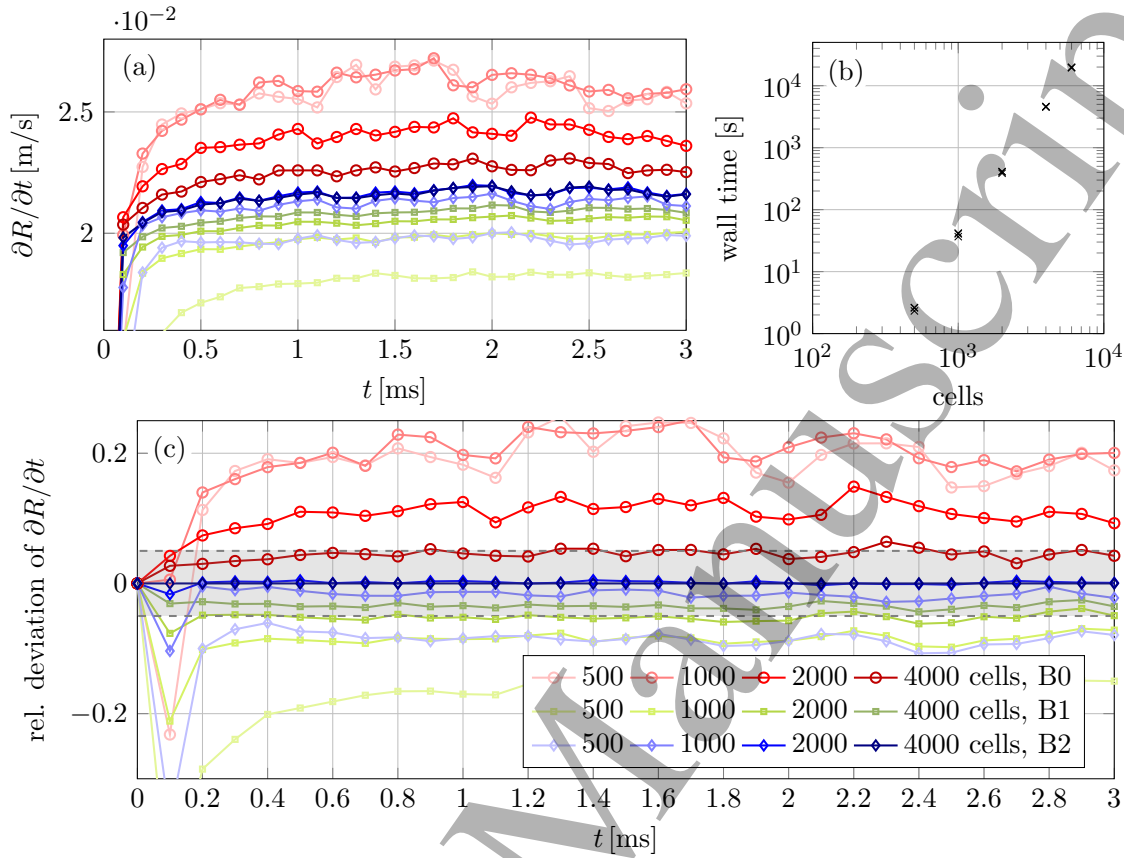 ·10⁻²
(a)
2.5
2
∂R/∂t [m/s]
0 0.5 1 1.5 2 2.5 3
t [ms]
(b)
10⁴
10³
10²
10¹
10⁰
wall time [s]
10² 10³ 10⁴
cells
(c)
0.2
0
−0.2
rel. deviation of ∂R/∂t
500 1000 2000 4000 cells, B0
500 1000 2000 4000 cells, B1
500 1000 2000 4000 cells, B2
0 0.2 0.4 0.6 0.8 1 1.2 1.4 1.6 1.8 2 2.2 2.4 2.6 2.8 3
t [ms]
Manuscrip